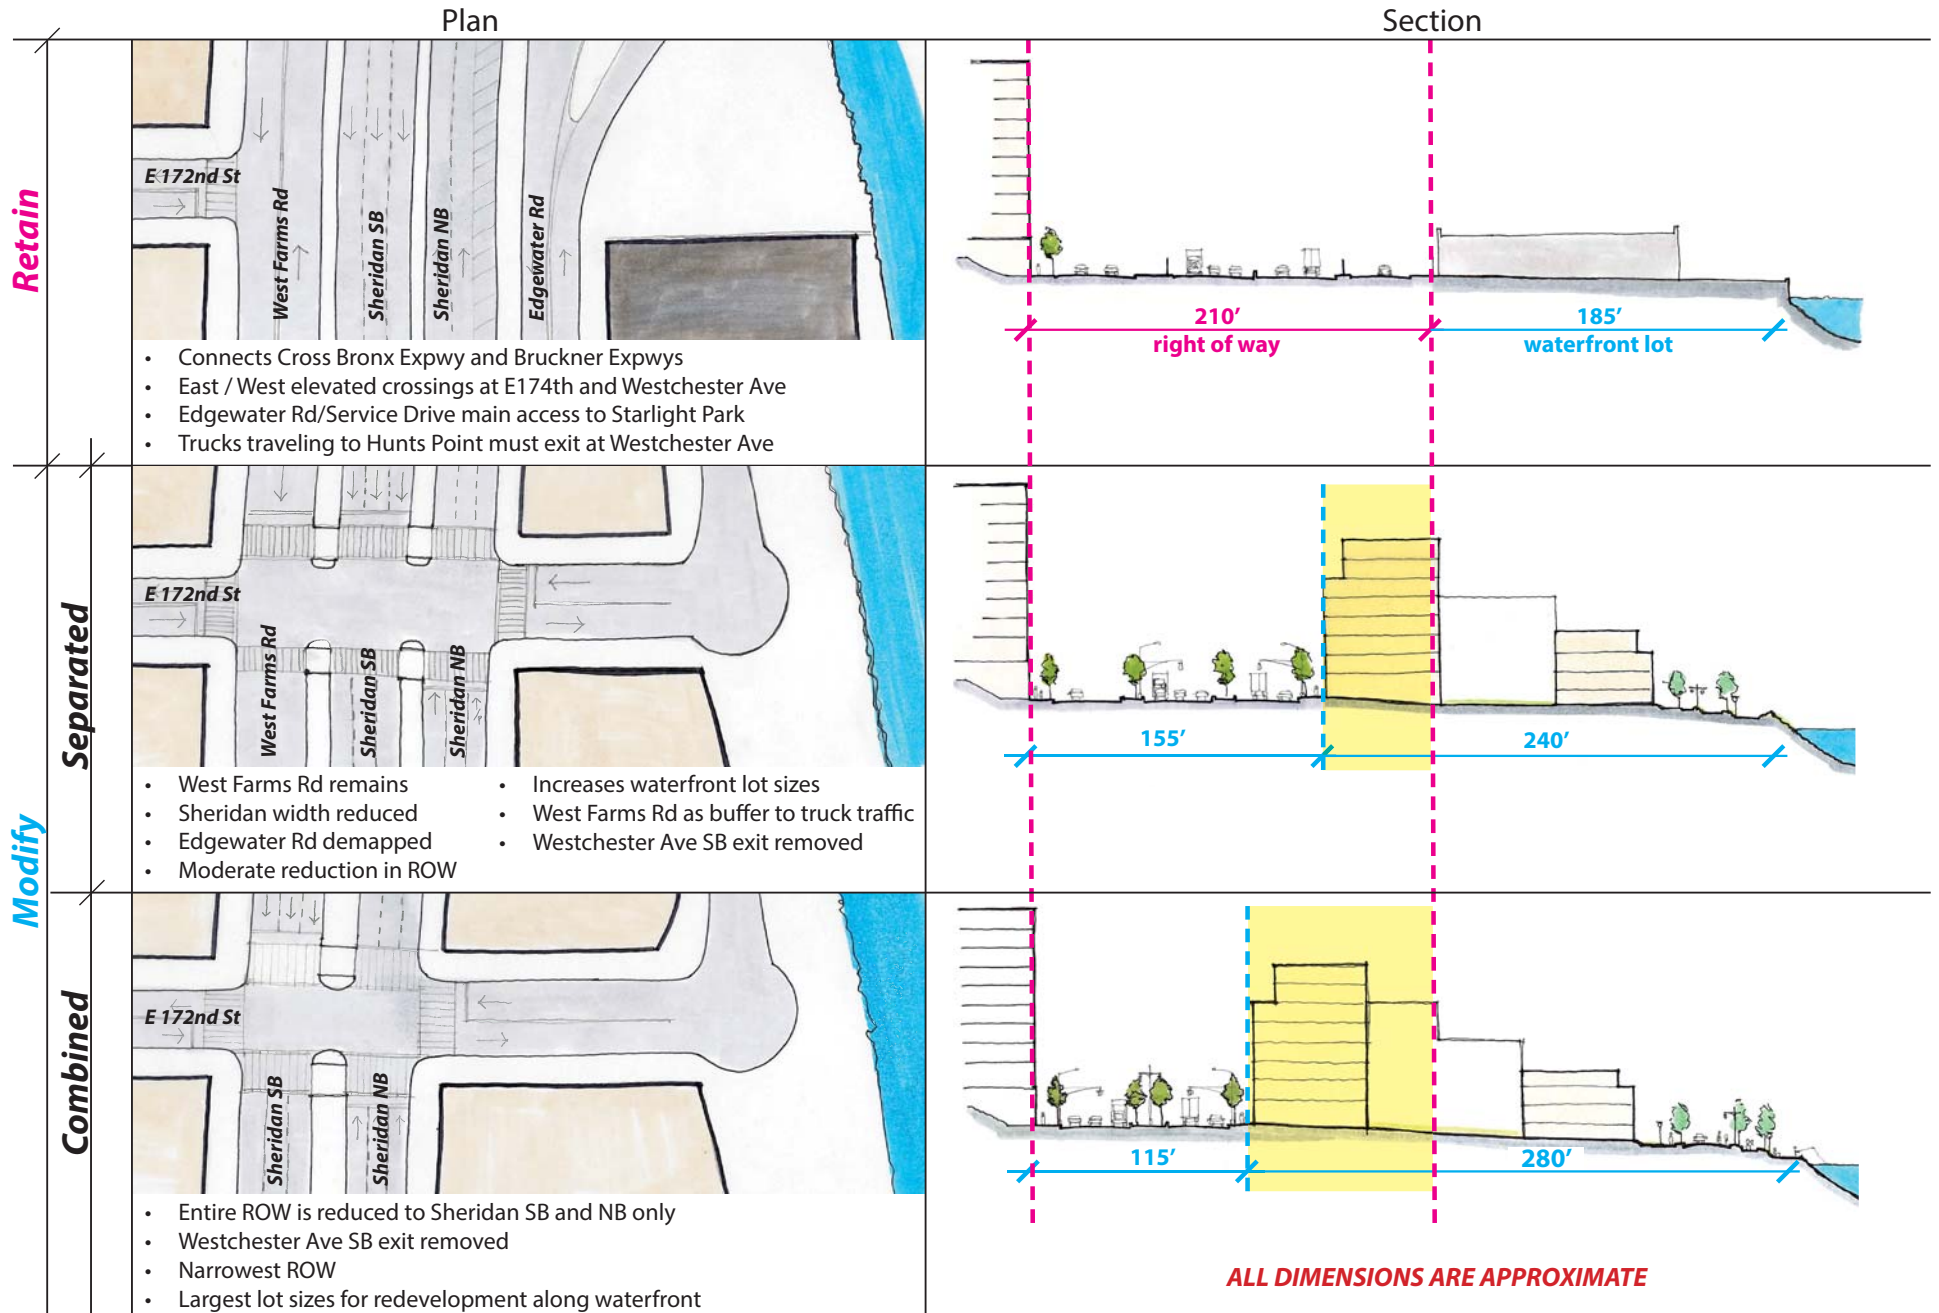 Plan
Section
Retain
E 172nd St
West Farms Rd
Sheridan SB
Sheridan NB
Edgewater Rd
• Connects Cross Bronx Expwy and Bruckner Expwys
• East / West elevated crossings at E174th and Westchester Ave
• Edgewater Rd/Service Drive main access to Starlight Park
• Trucks traveling to Hunts Point must exit at Westchester Ave
210’
right of way
185’
waterfront lot
Modify
Separated
E 172nd St
West Farms Rd
Sheridan SB
Sheridan NB
• West Farms Rd remains
• Sheridan width reduced
• Edgewater Rd demapped
• Moderate reduction in ROW
• Increases waterfront lot sizes
• West Farms Rd as buffer to truck traffic
• Westchester Ave SB exit removed
155’
240’
Combined
E 172nd St
Sheridan SB
Sheridan NB
• Entire ROW is reduced to Sheridan SB and NB only
• Westchester Ave SB exit removed
• Narrowest ROW
• Largest lot sizes for redevelopment along waterfront
115’
280’
ALL DIMENSIONS ARE APPROXIMATE